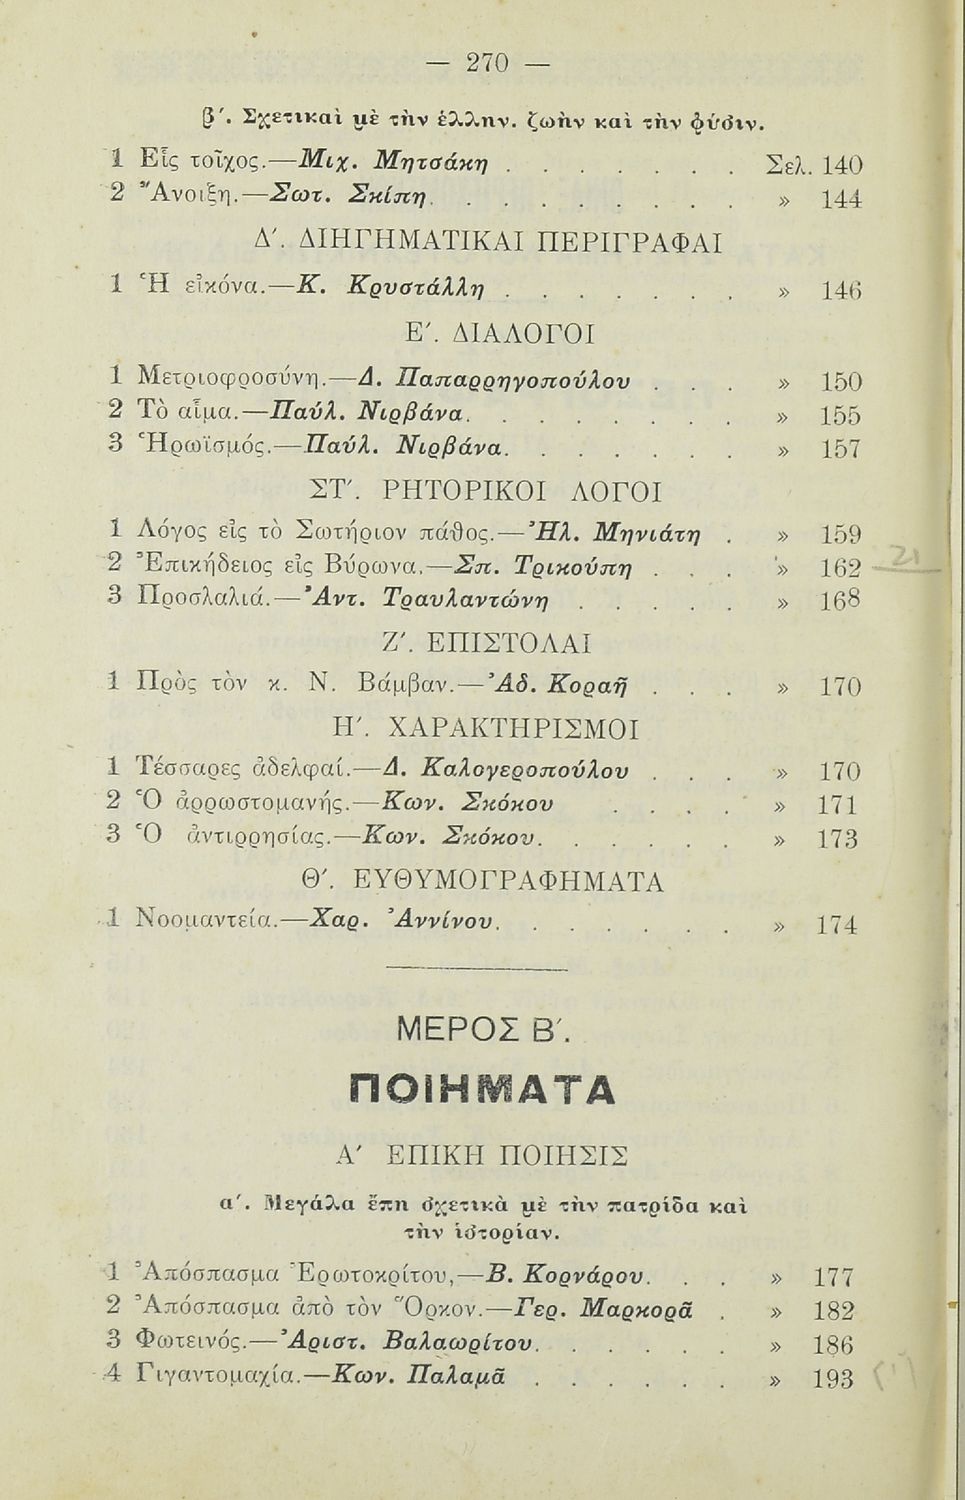 — 270 —
β΄. Σχετικαὶ μὲ τὴν ἑλλην. ζωὴν καὶ τὴν φύσιν.
1 Εἷς τοῖχος.—Μιχ. Μητσάκη . . . . . . . Σελ. 140
2 Ἄνοιξη.—Σωτ. Σκίπη. . . . . . . . . » 144
Δ΄. ΔΙΗΓΗΜΑΤΙΚΑΙ ΠΕΡΙΓΡΑΦΑΙ
1 Ἡ εἰκόνα.—Κ. Κρυστάλλη . . . . . . . » 146
Ε΄. ΔΙΑΛΟΓΟΙ
1 Μετριοφροσύνη.—Δ. Παπαρρηγοπούλου . . . » 150
2 Τὸ αἷμα.—Παύλ. Νιρβάνα. . . . . . . . » 155
3 Ἡρωϊσμός.—Παύλ. Νιρβάνα. . . . . . . » 157
ΣΤ΄. ΡΗΤΟΡΙΚΟΙ ΛΟΓΟΙ
1 Λόγος εἰς τὸ Σωτήριον πάθος.—Ἠλ. Μηνιάτη . » 159
2 Ἐπικήδειος εἰς Βύρωνα.—Σπ. Τρικούπη . . . » 162 21
3 Προσλαλιά.—Ἀντ. Τραυλαντώνη . . . . . » 168
Ζ΄. ΕΠΙΣΤΟΛΑΙ
1 Πρὸς τὸν κ. Ν. Βάμβαν.—Ἀδ. Κοραῆ . . . » 170
Η΄. ΧΑΡΑΚΤΗΡΙΣΜΟΙ
1 Τέσσαρες ἀδελφαί.—Δ. Καλογεροπούλου . . . » 170
2 Ὁ ἀρρωστομανής.—Κων. Σκόκου . . . . » 171
3 Ὁ ἀντιρρησίας.—Κων. Σκόκου. . . . . . » 173
Θ΄. ΕΥΘΥΜΟΓΡΑΦΗΜΑΤΑ
1 Νοομαντεία.—Χαρ. Ἀννίνου. . . . . . . » 174
ΜΕΡΟΣ Β΄.
ΠΟΙΗΜΑΤΑ
Α΄ ΕΠΙΚΗ ΠΟΙΗΣΙΣ
α΄. Μεγάλα ἔπη σχετικὰ μὲ τὴν πατρίδα καὶ
τὴν ἱστορίαν.
1 Ἀπόσπασμα Ἐρωτοκρίτου,—Β. Κορνάρου. . . » 177
2 Ἀπόσπασμα ἀπὸ τὸν Ὅρκον.—Γερ. Μαρκορᾶ . » 182
3 Φωτεινός.—Ἀριστ. Βαλαωρίτου. . . . . . » 186
4 Γιγαντομαχία.—Κων. Παλαμᾶ . . . . . . » 193